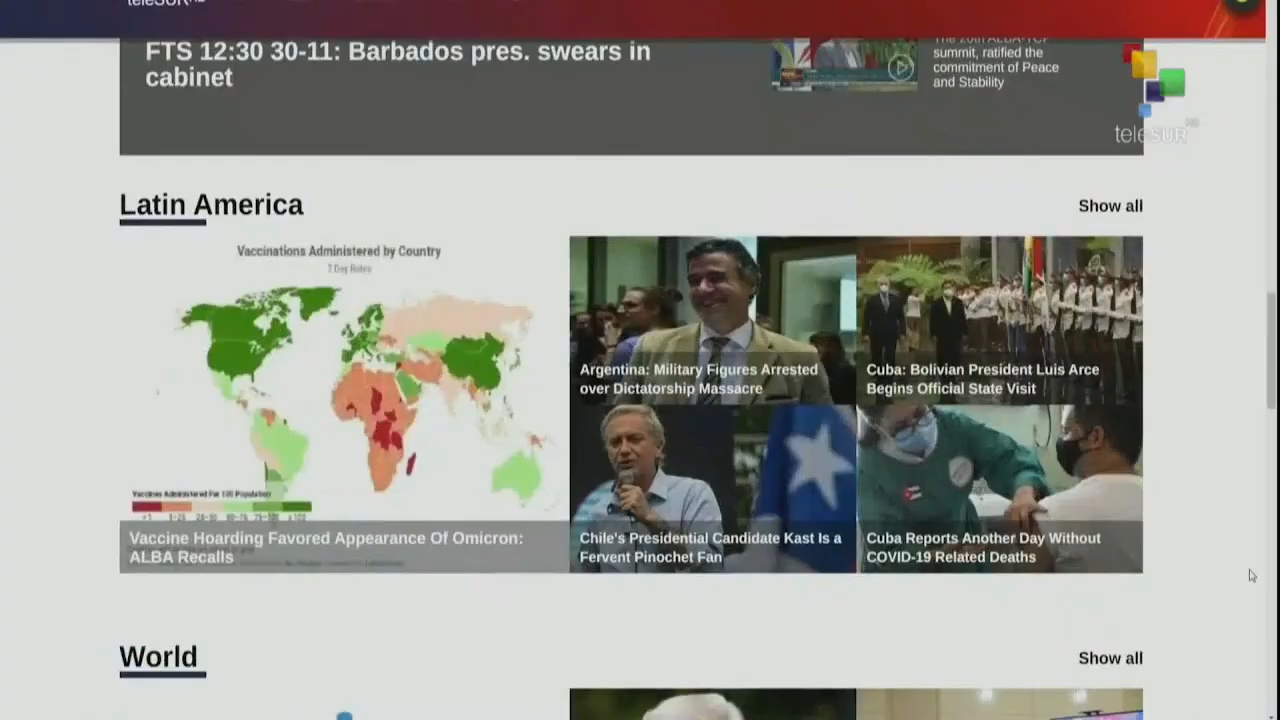 teleSUR HD
FTS 12:30 30-11: Barbados pres. swears in
cabinet
summit, ratified the
commitment of Peace
and Stability
teleSUR HD
Latin America
Show all
Vaccinations Administered by Country
7 Day Rates
Vaccines Administered Per 100 Population
Vaccine Hoarding Favored Appearance Of Omicron:
ALBA Recalls
Argentina: Military Figures Arrested
over Dictatorship Massacre
Cuba: Bolivian President Luis Arce
Begins Official State Visit
Chile's Presidential Candidate Kast Is a
Fervent Pinochet Fan
Cuba Reports Another Day Without
COVID-19 Related Deaths
World
Show all